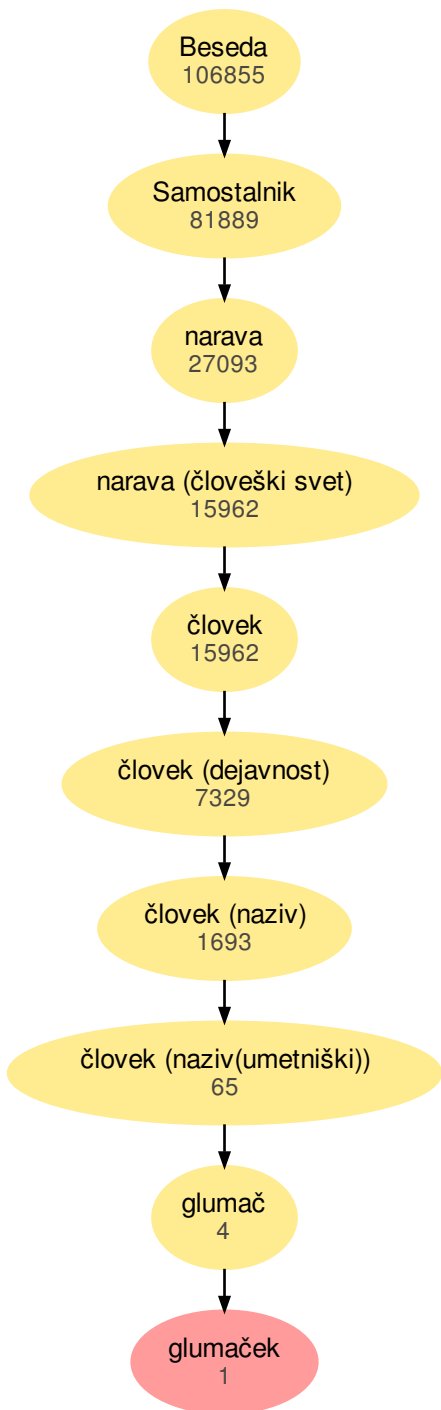 Beseda
106855
Samostalnik
81889
narava
27093
narava (človeški svet)
15962
človek
15962
človek (dejavnost)
7329
človek (naziv)
1693
človek (naziv(umetniški))
65
glumač
4
glumaček
1